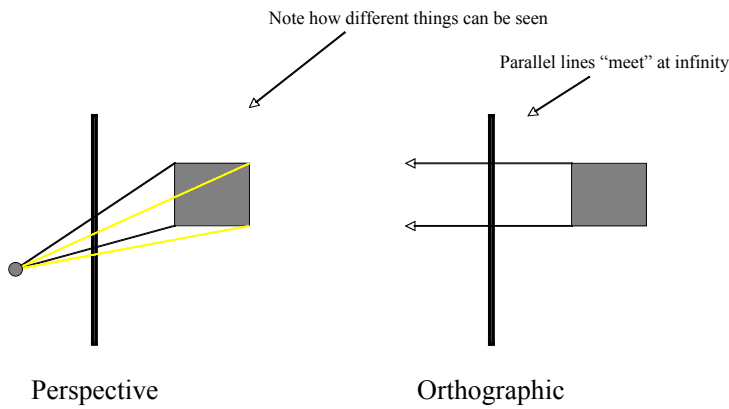 Note how different things can be seen
Parallel lines “meet” at infinity
Perspective
Orthographic